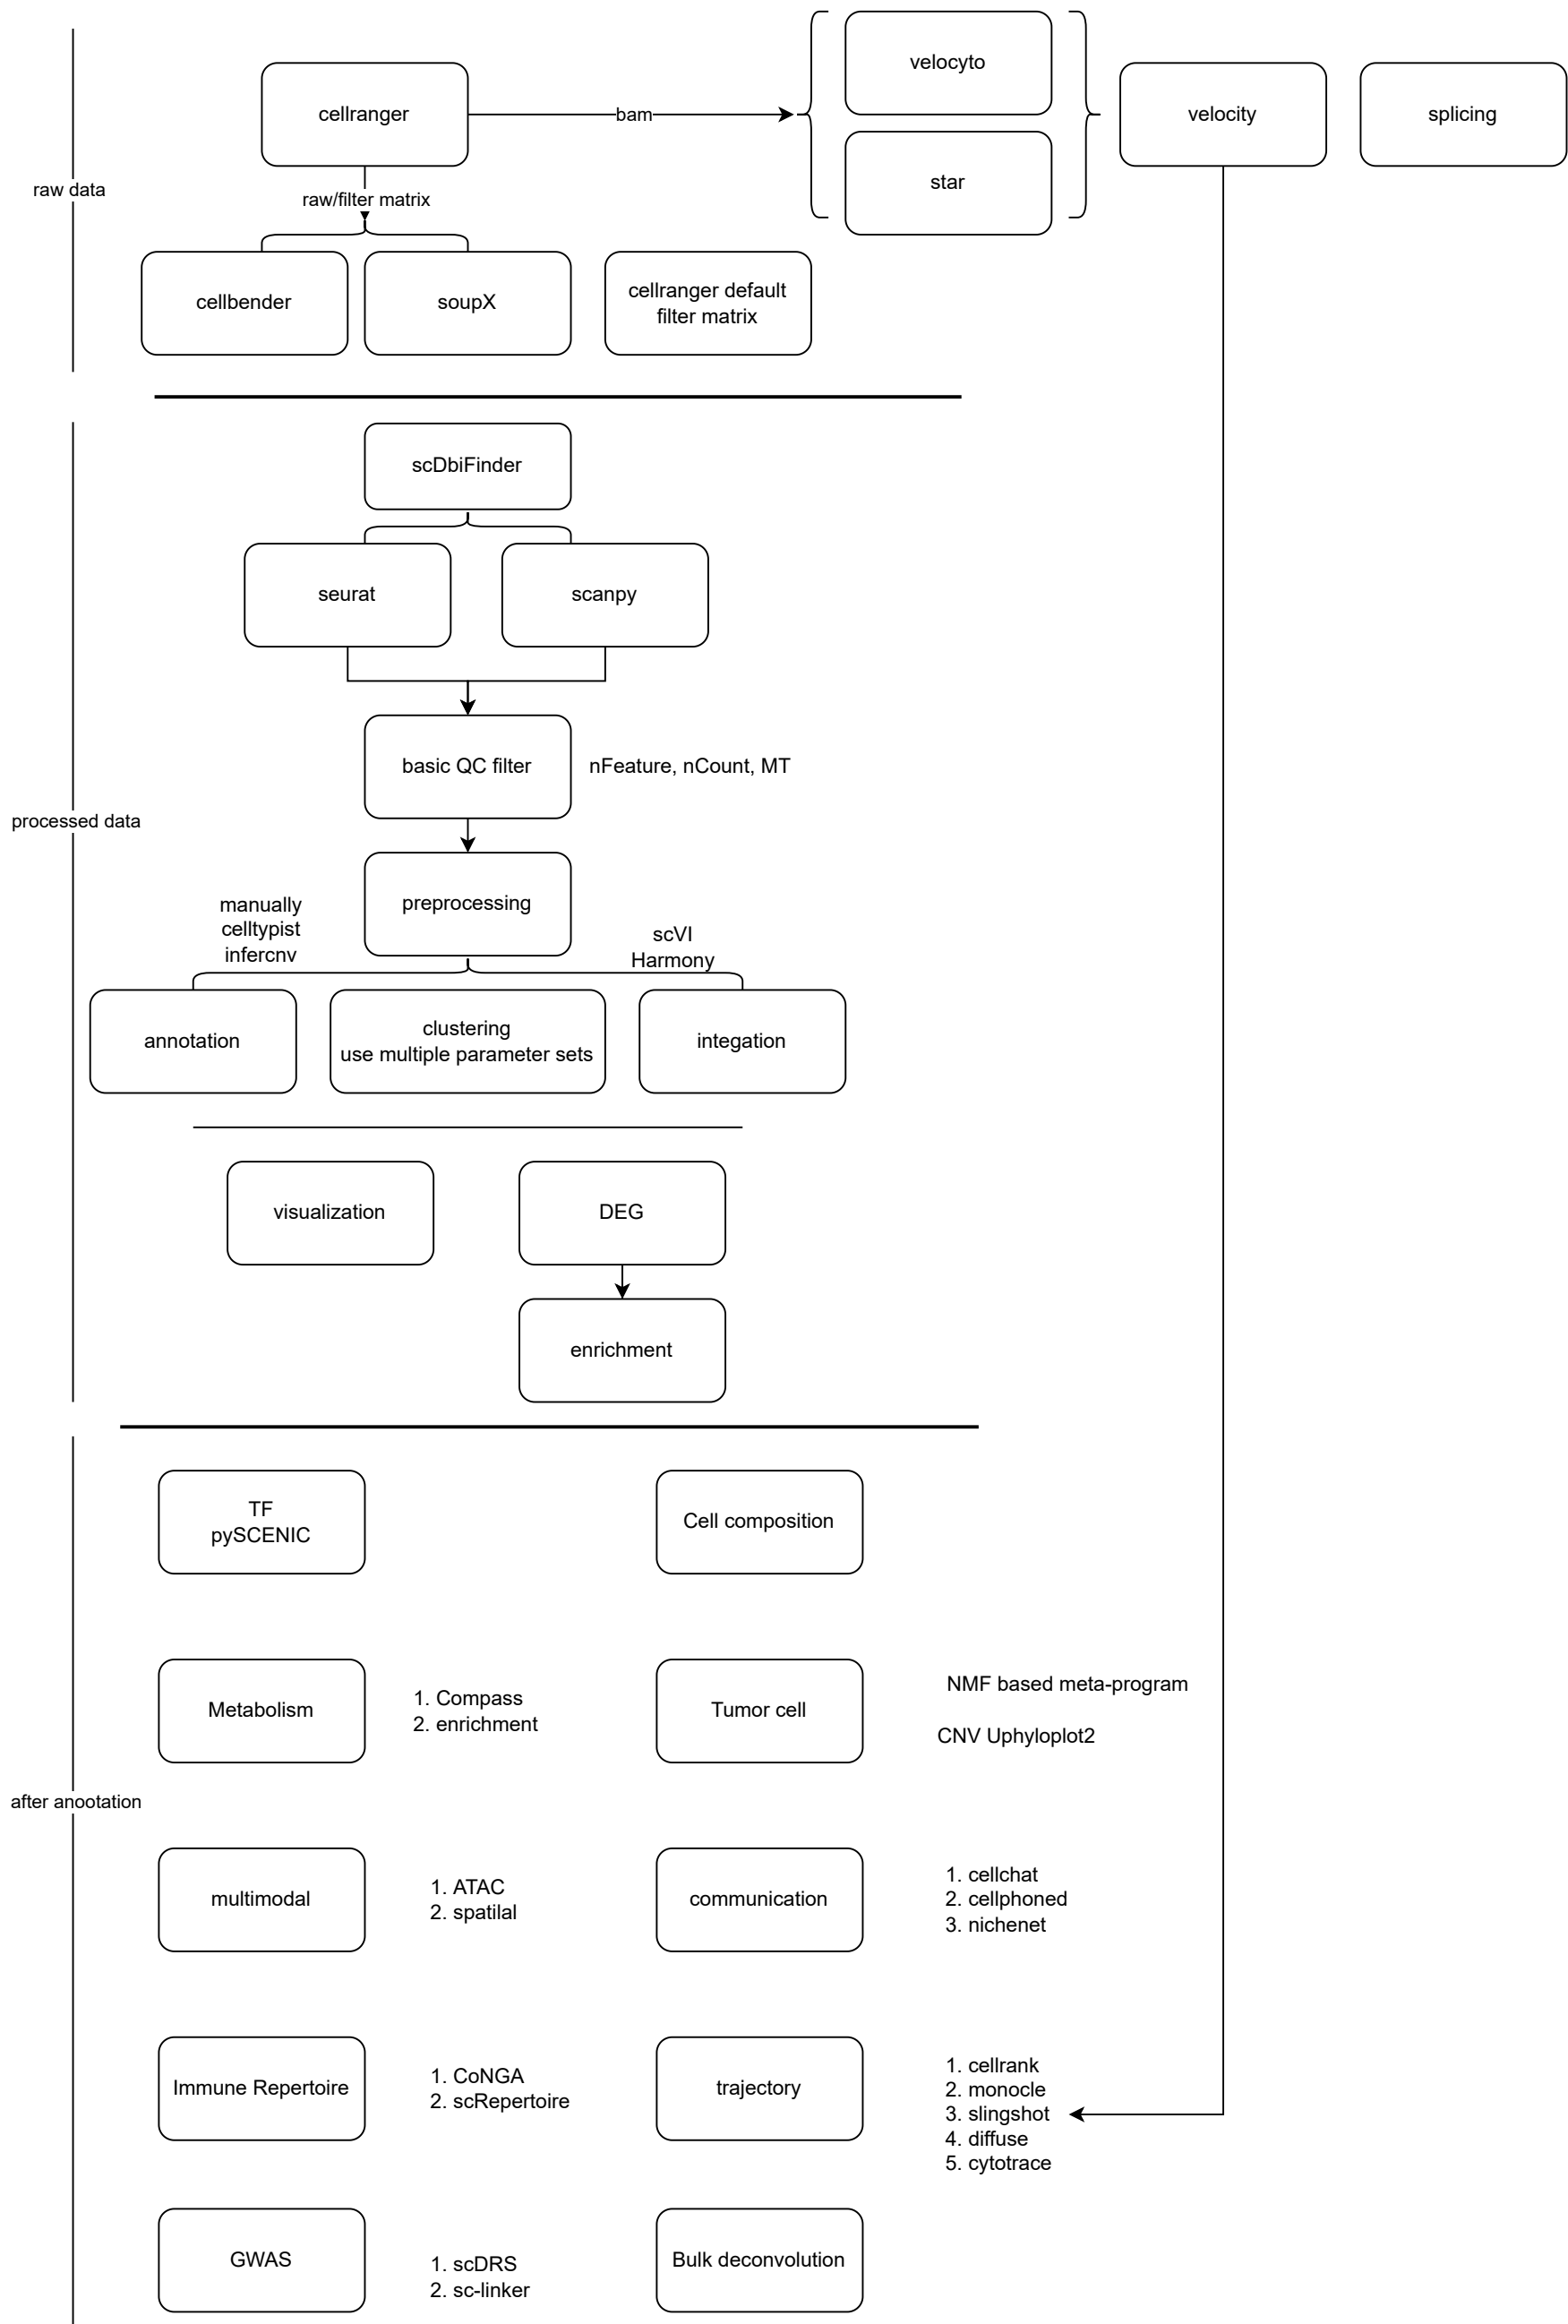 velocyto
cellranger
bam
velocity
splicing
star
raw data
raw/filter matrix
cellbender
soupX
cellranger default
filter matrix
scDbiFinder
seurat
scanpy
basic QC filter
nFeature, nCount, MT
processed data
preprocessing
manually
celltypist
infercnv
scVI
Harmony
annotation
clustering
use multiple parameter sets
integation
visualization
DEG
enrichment
TF
pySCENIC
Cell composition
Metabolism
1. Compass
2. enrichment
Tumor cell
NMF based meta-program
CNV Uphyloplot2
after anootation
multimodal
1. ATAC
2. spatilal
communication
1. cellchat
2. cellphoned
3. nichenet
Immune Repertoire
1. CoNGA
2. scRepertoire
trajectory
1. cellrank
2. monocle
3. slingshot
4. diffuse
5. cytotrace
GWAS
1. scDRS
2. sc-linker
Bulk deconvolution